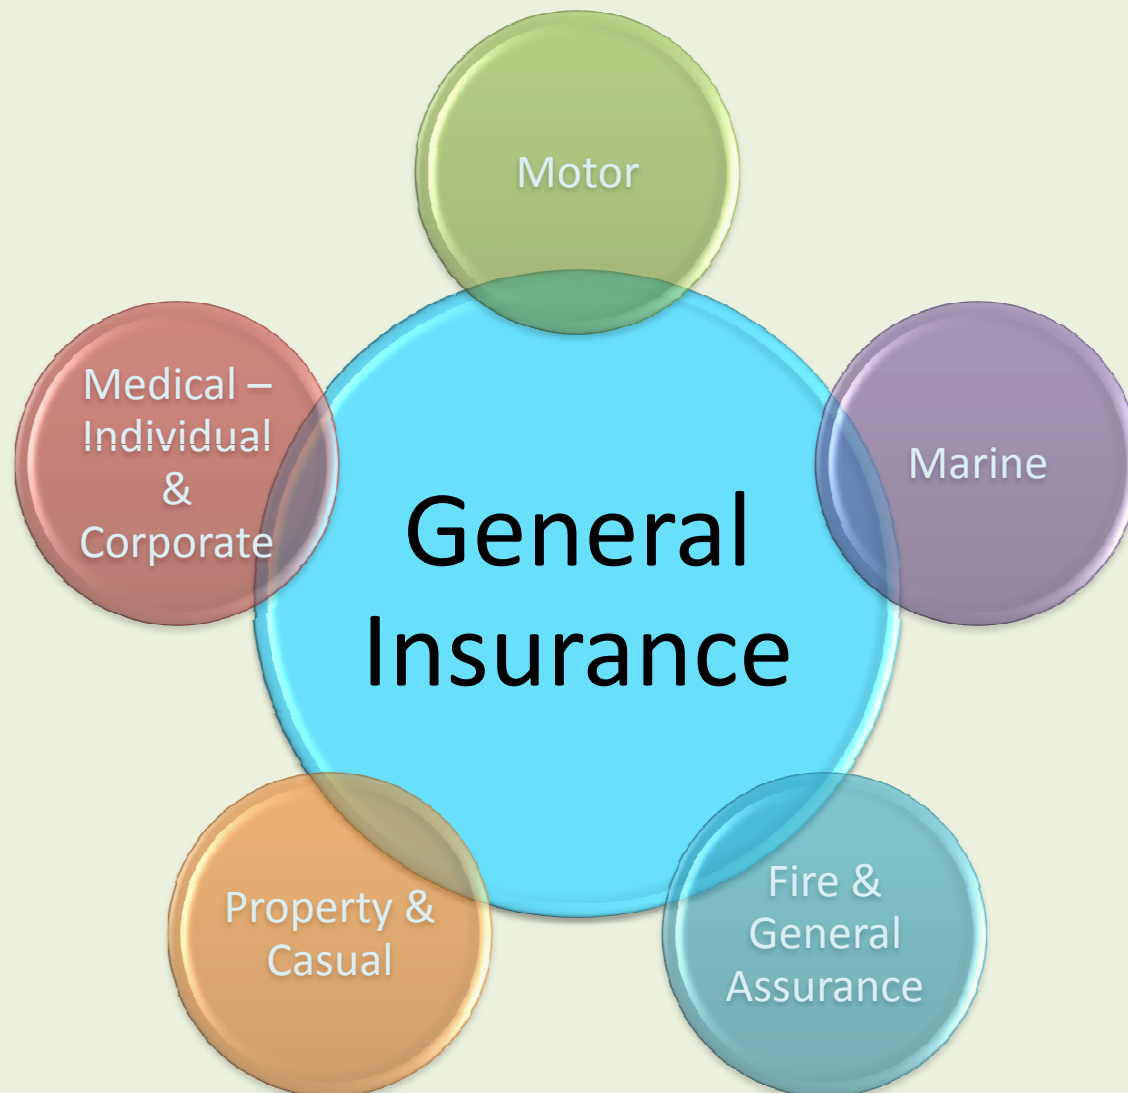 Motor
Medical –
Individual
&
Corporate
Marine
General
Insurance
Property &
Casual
Fire &
General
Assurance